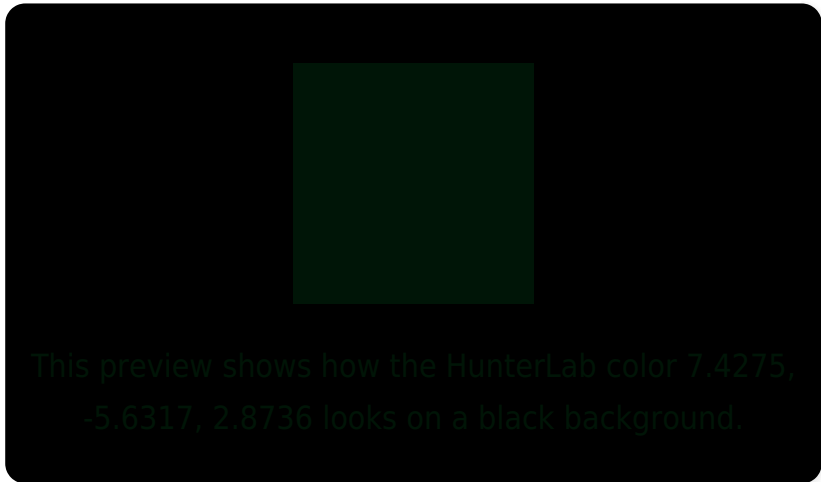 This preview shows how the HunterLab color 7.4275,
-5.6317, 2.8736 looks on a black background.